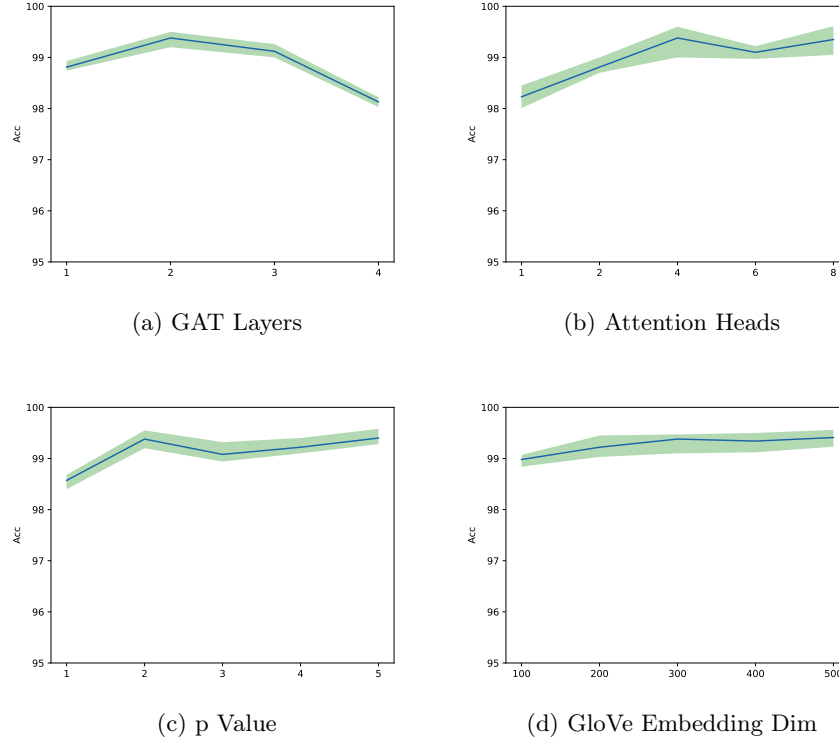 100
99
98
97
96
95
Acc
1 2 3 4
(a) GAT Layers
100
99
98
97
96
95
Acc
1 2 4 6 8
(b) Attention Heads
100
99
98
97
96
95
Acc
1 2 3 4 5
(c) p Value
100
99
98
97
96
95
Acc
100 200 300 400 500
(d) GloVe Embedding Dim